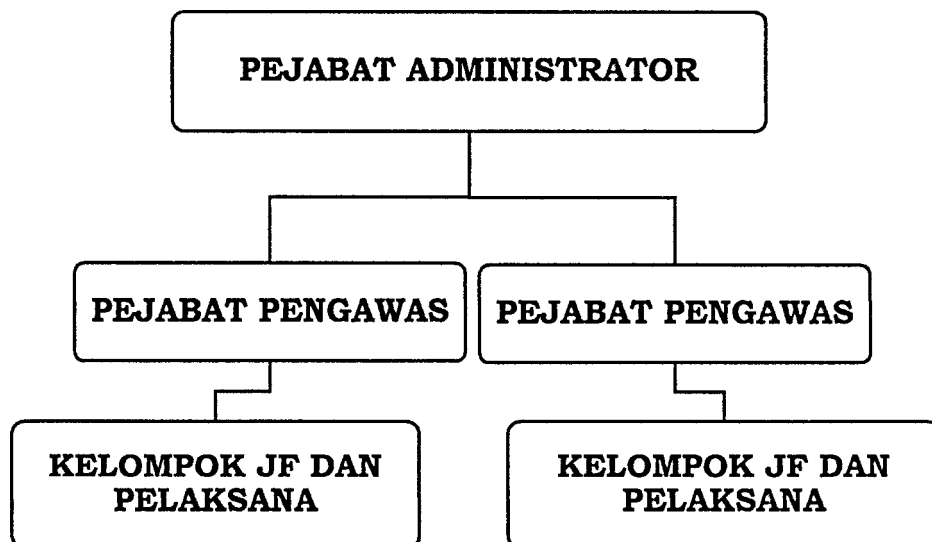 PEJABAT ADMINISTRATOR
PEJABAT PENGAWAS
PEJABAT PENGAWAS
KELOMPOK JF DAN
PELAKSANA
KELOMPOK JF DAN
PELAKSANA